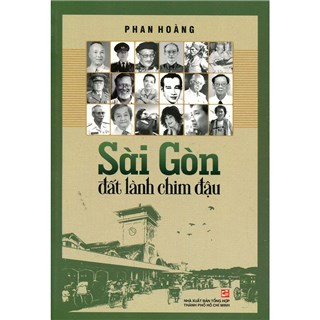 PHAN HOÀNG
Sài Gòn
đất lành chim đậu
NHÀ XUẤT BẢN TỔNG HỢP
THÀNH PHỐ HỒ CHÍ MINH